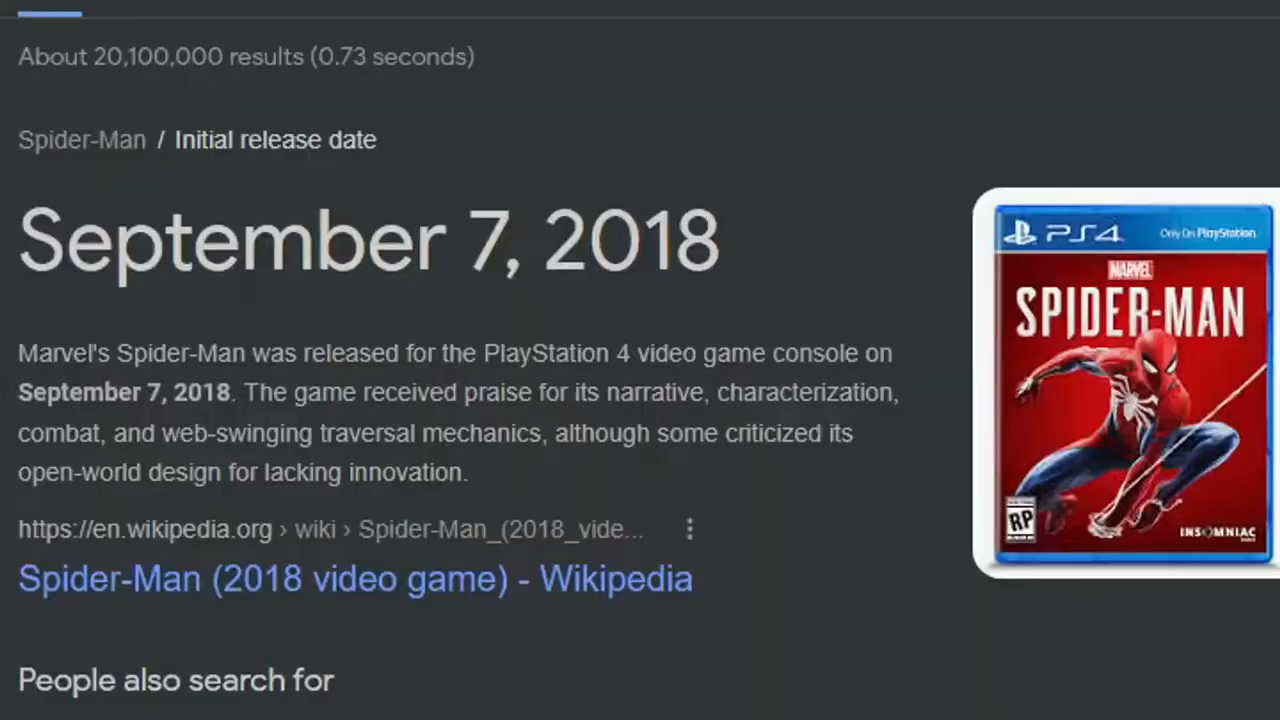 About 20,100,000 results (0.73 seconds)
Spider-Man / Initial release date
September 7, 2018
Marvel's Spider-Man was released for the PlayStation 4 video game console on
September 7, 2018. The game received praise for its narrative, characterization,
combat, and web-swinging traversal mechanics, although some criticized its
open-world design for lacking innovation.
https://en.wikipedia.org › wiki › Spider-Man_(2018_vide...
Spider-Man (2018 video game) - Wikipedia
People also search for
PS4 Only On PlayStation
MARVEL
SPIDER-MAN
RP
INSOMNIAC